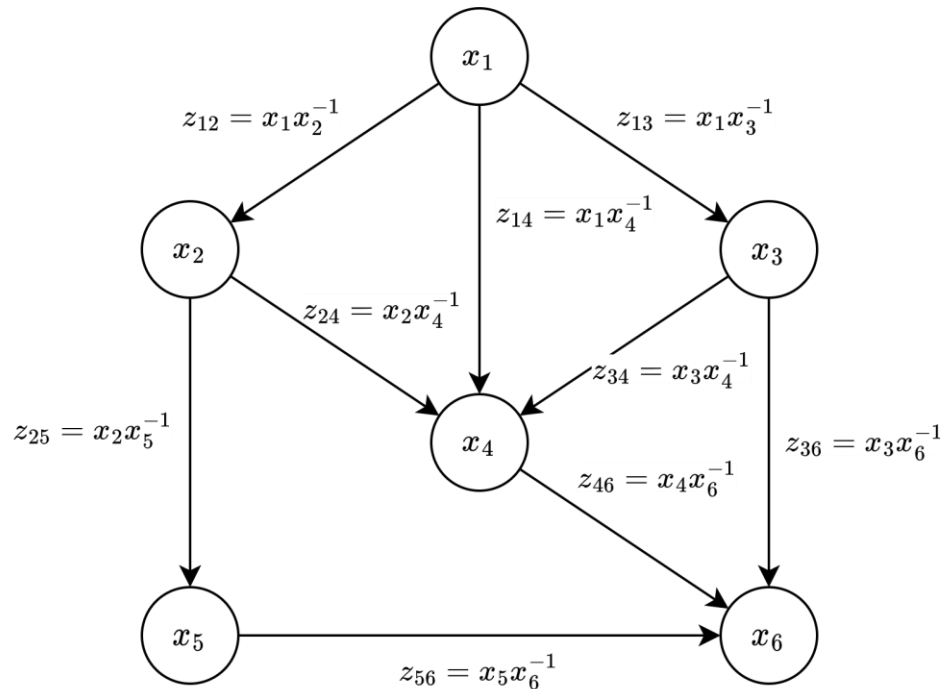 x_1
z_{12} = x_1 x_2^{-1}
z_{13} = x_1 x_3^{-1}
z_{14} = x_1 x_4^{-1}
x_2
x_3
z_{24} = x_2 x_4^{-1}
z_{34} = x_3 x_4^{-1}
z_{25} = x_2 x_5^{-1}
x_4
z_{36} = x_3 x_6^{-1}
z_{46} = x_4 x_6^{-1}
x_5
x_6
z_{56} = x_5 x_6^{-1}